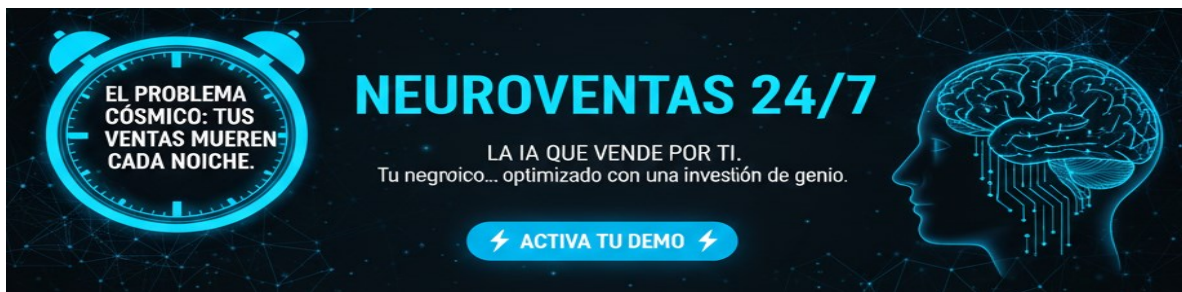 EL PROBLEMA
CÓSMICO: TUS
VENTAS MUEREN
CADA NOICHE.
NEUROVENTAS 24/7
LA IA QUE VENDE POR TI.
Tu negroico... optimizado con una investión de genio.
ACTIVA TU DEMO